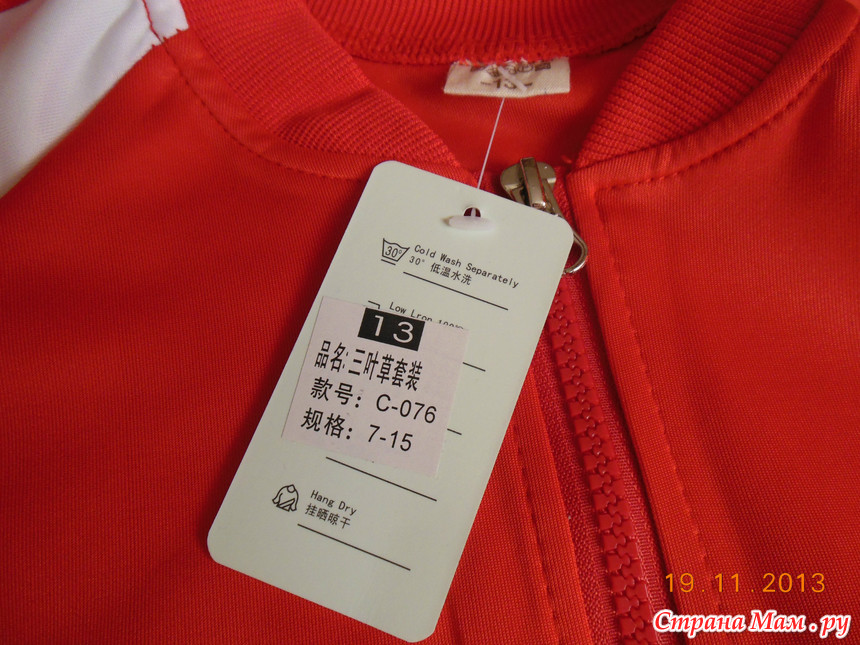 30°
Cold Wash Separately
30° 低温水洗
Low
13
品名:三叶草套装
款号: C-076
规格: 7-15
Hang Dry
挂晒晾干
19.11.2013
Страна Мам.ру